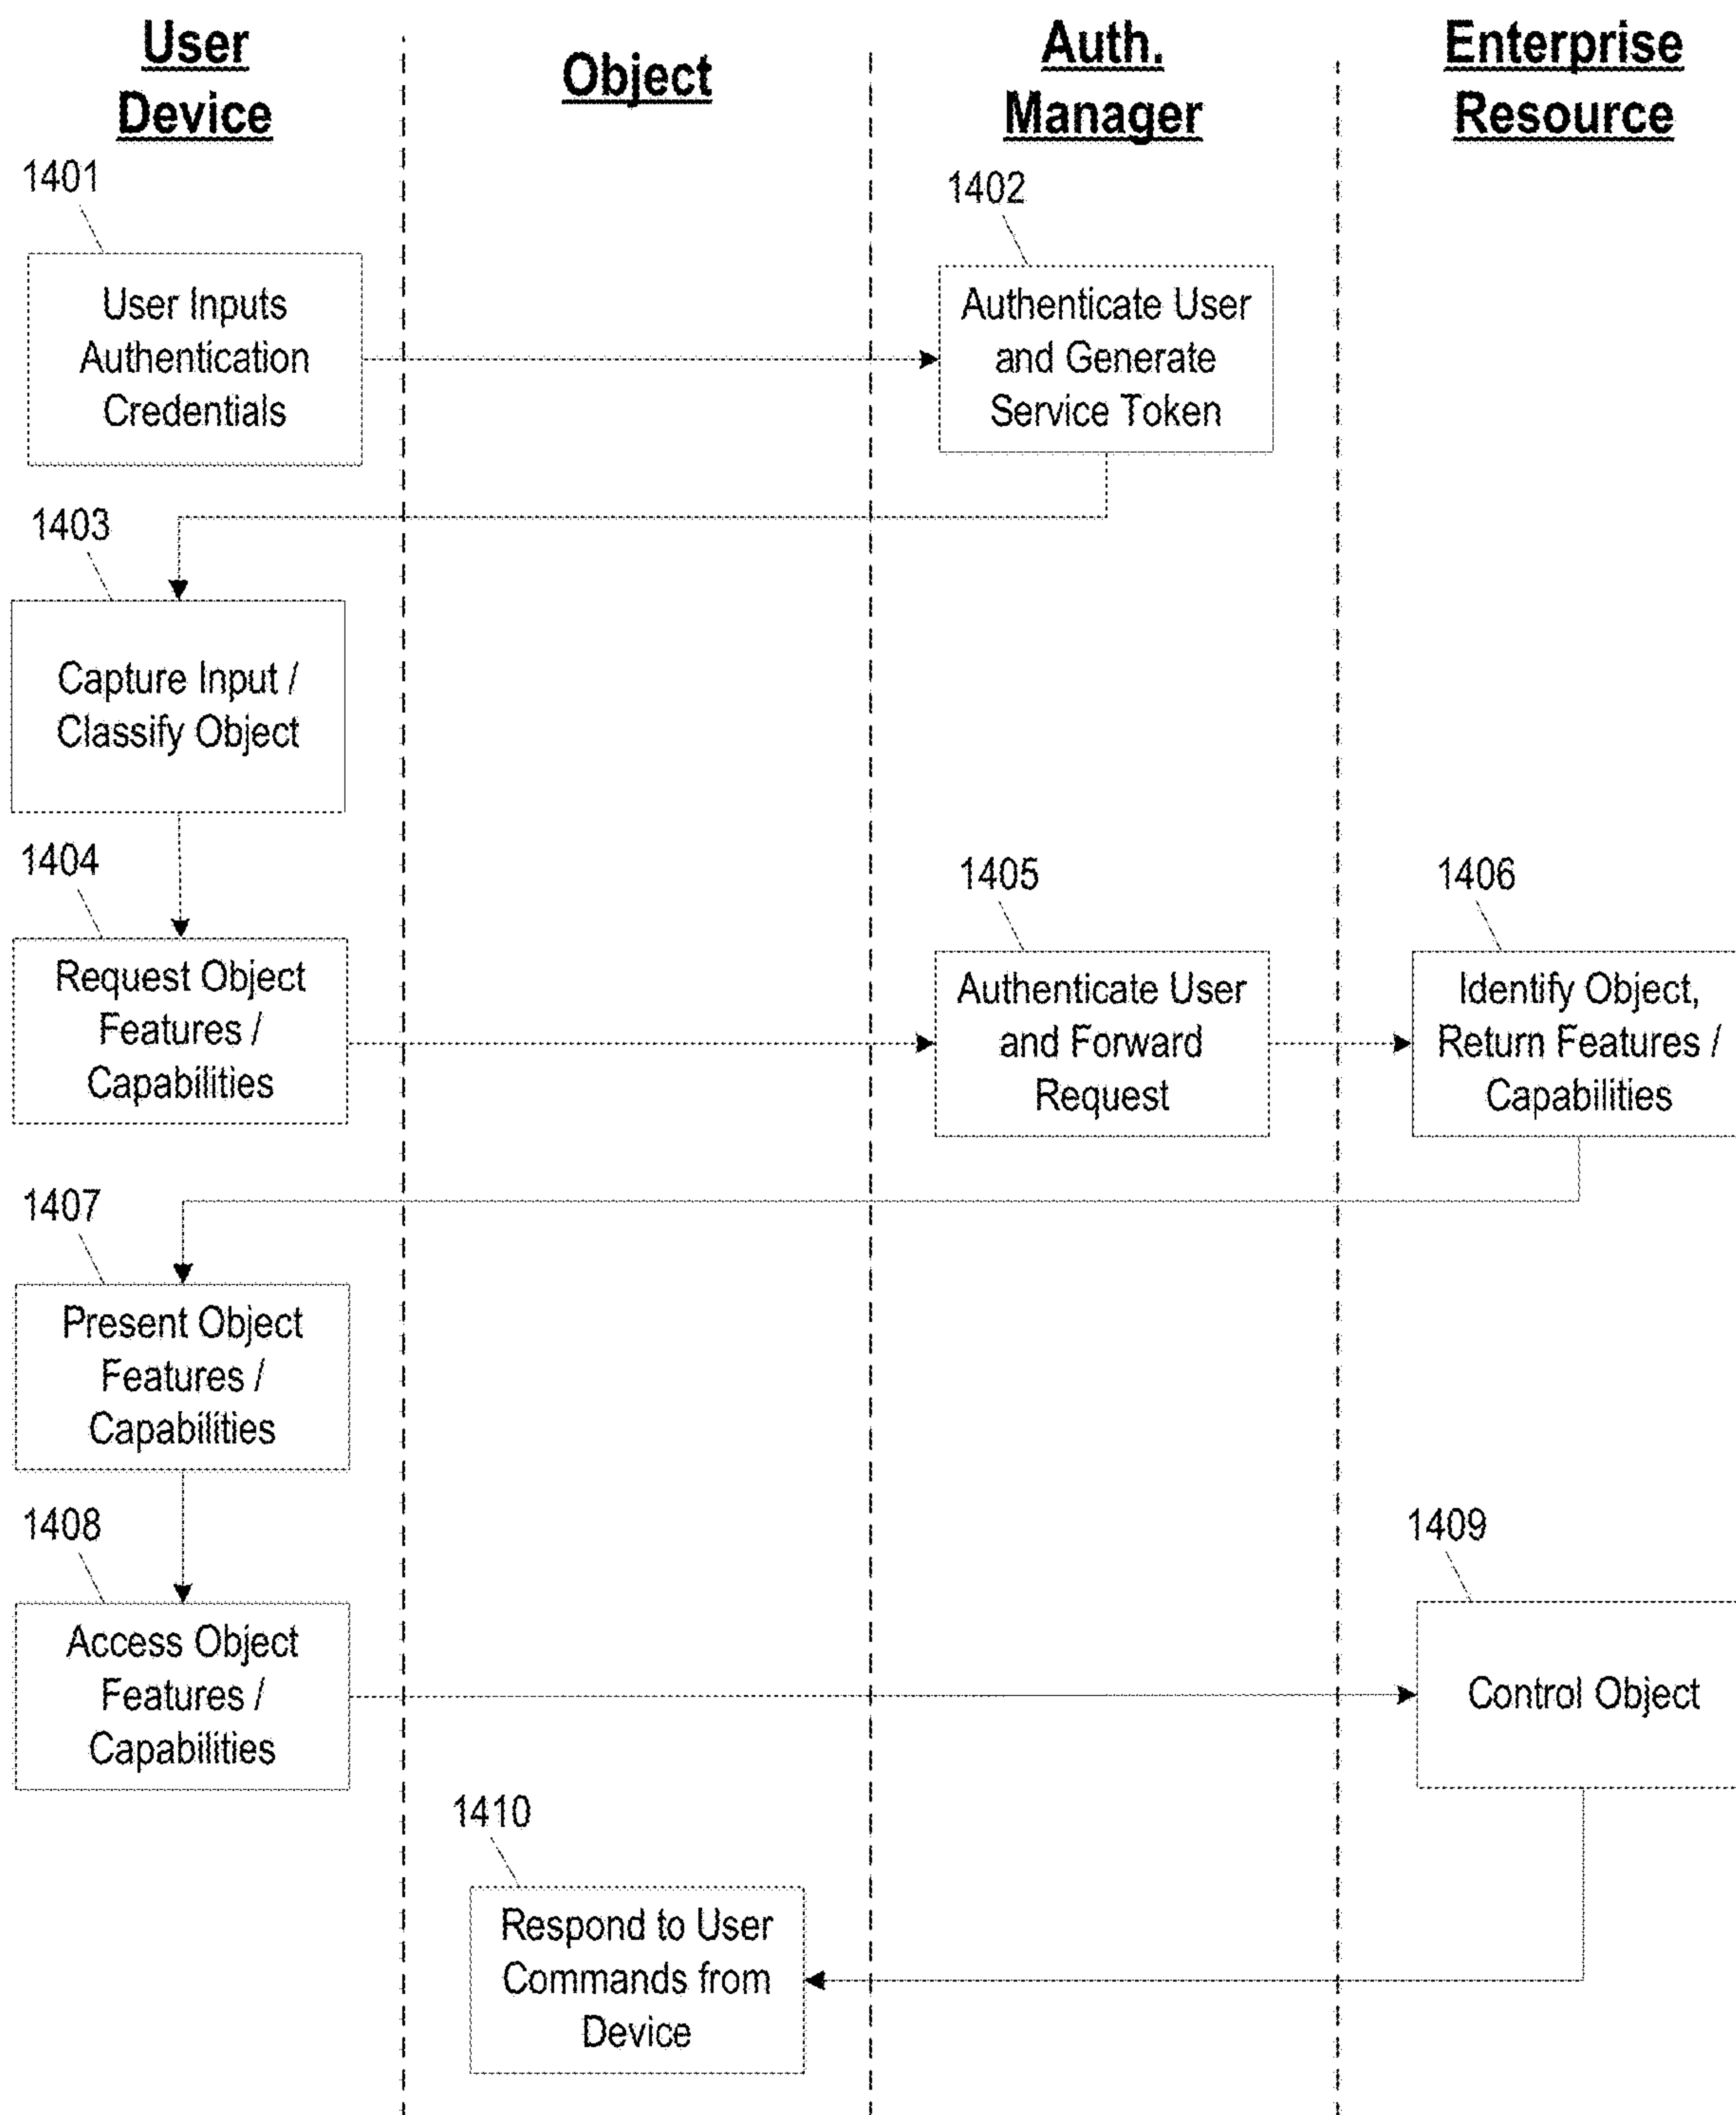 User
Device
Object
Auth.
Manager
Enterprise
Resource
1401
User Inputs
Authentication
Credentials
1402
Authenticate User
and Generate
Service Token
1403
Capture Input /
Classify Object
1404
Request Object
Features /
Capabilities
1405
Authenticate User
and Forward
Request
1406
Identify Object,
Return Features /
Capabilities
1407
Present Object
Features /
Capabilities
1408
Access Object
Features /
Capabilities
1409
Control Object
1410
Respond to User
Commands from
Device